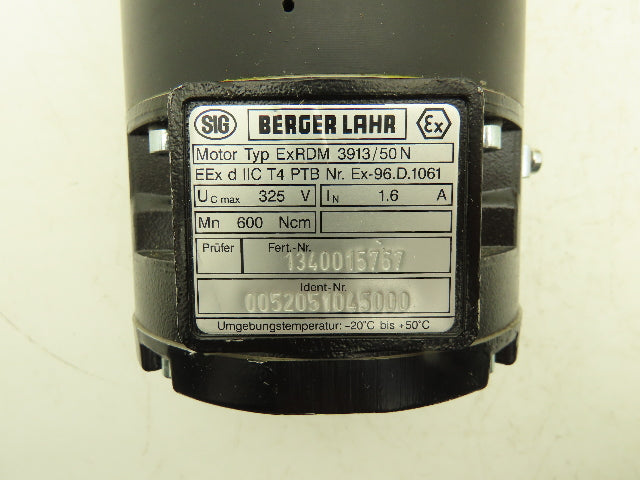 SIG BERGER LAHR Ex
Motor Typ ExRDM 3913/50 N
EEx d IIC T4 PTB Nr. Ex-96.D.1061
UC max 325 V IN 1.6 A
Mn 600 Ncm
Prüfer Fert.-Nr.
1340015767
Ident-Nr.
0052051045000
Umgebungstemperatur: -20°C bis +50°C